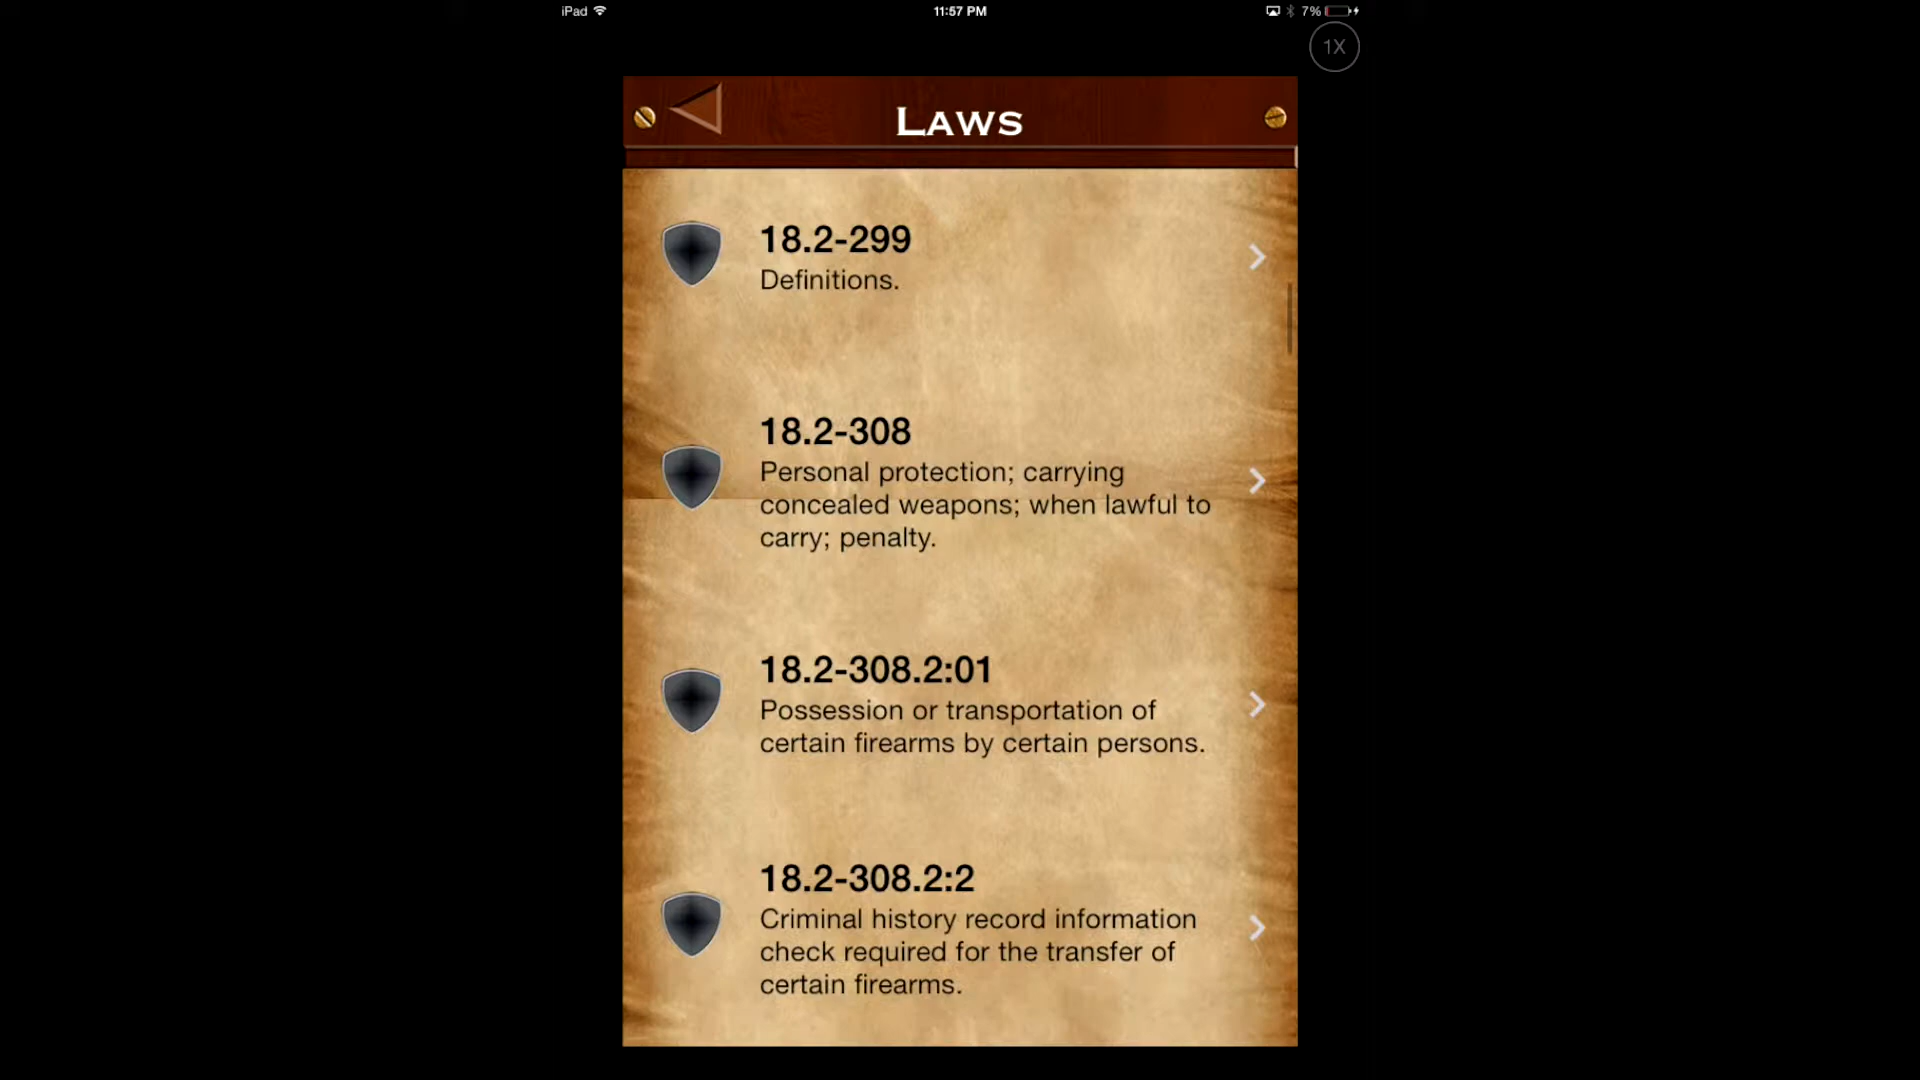 iPad 11:57 PM 7%
1X
LAWS
18.2-299
Definitions.
18.2-308
Personal protection; carrying
concealed weapons; when lawful to
carry; penalty.
18.2-308.2:01
Possession or transportation of
certain firearms by certain persons.
18.2-308.2:2
Criminal history record information
check required for the transfer of
certain firearms.